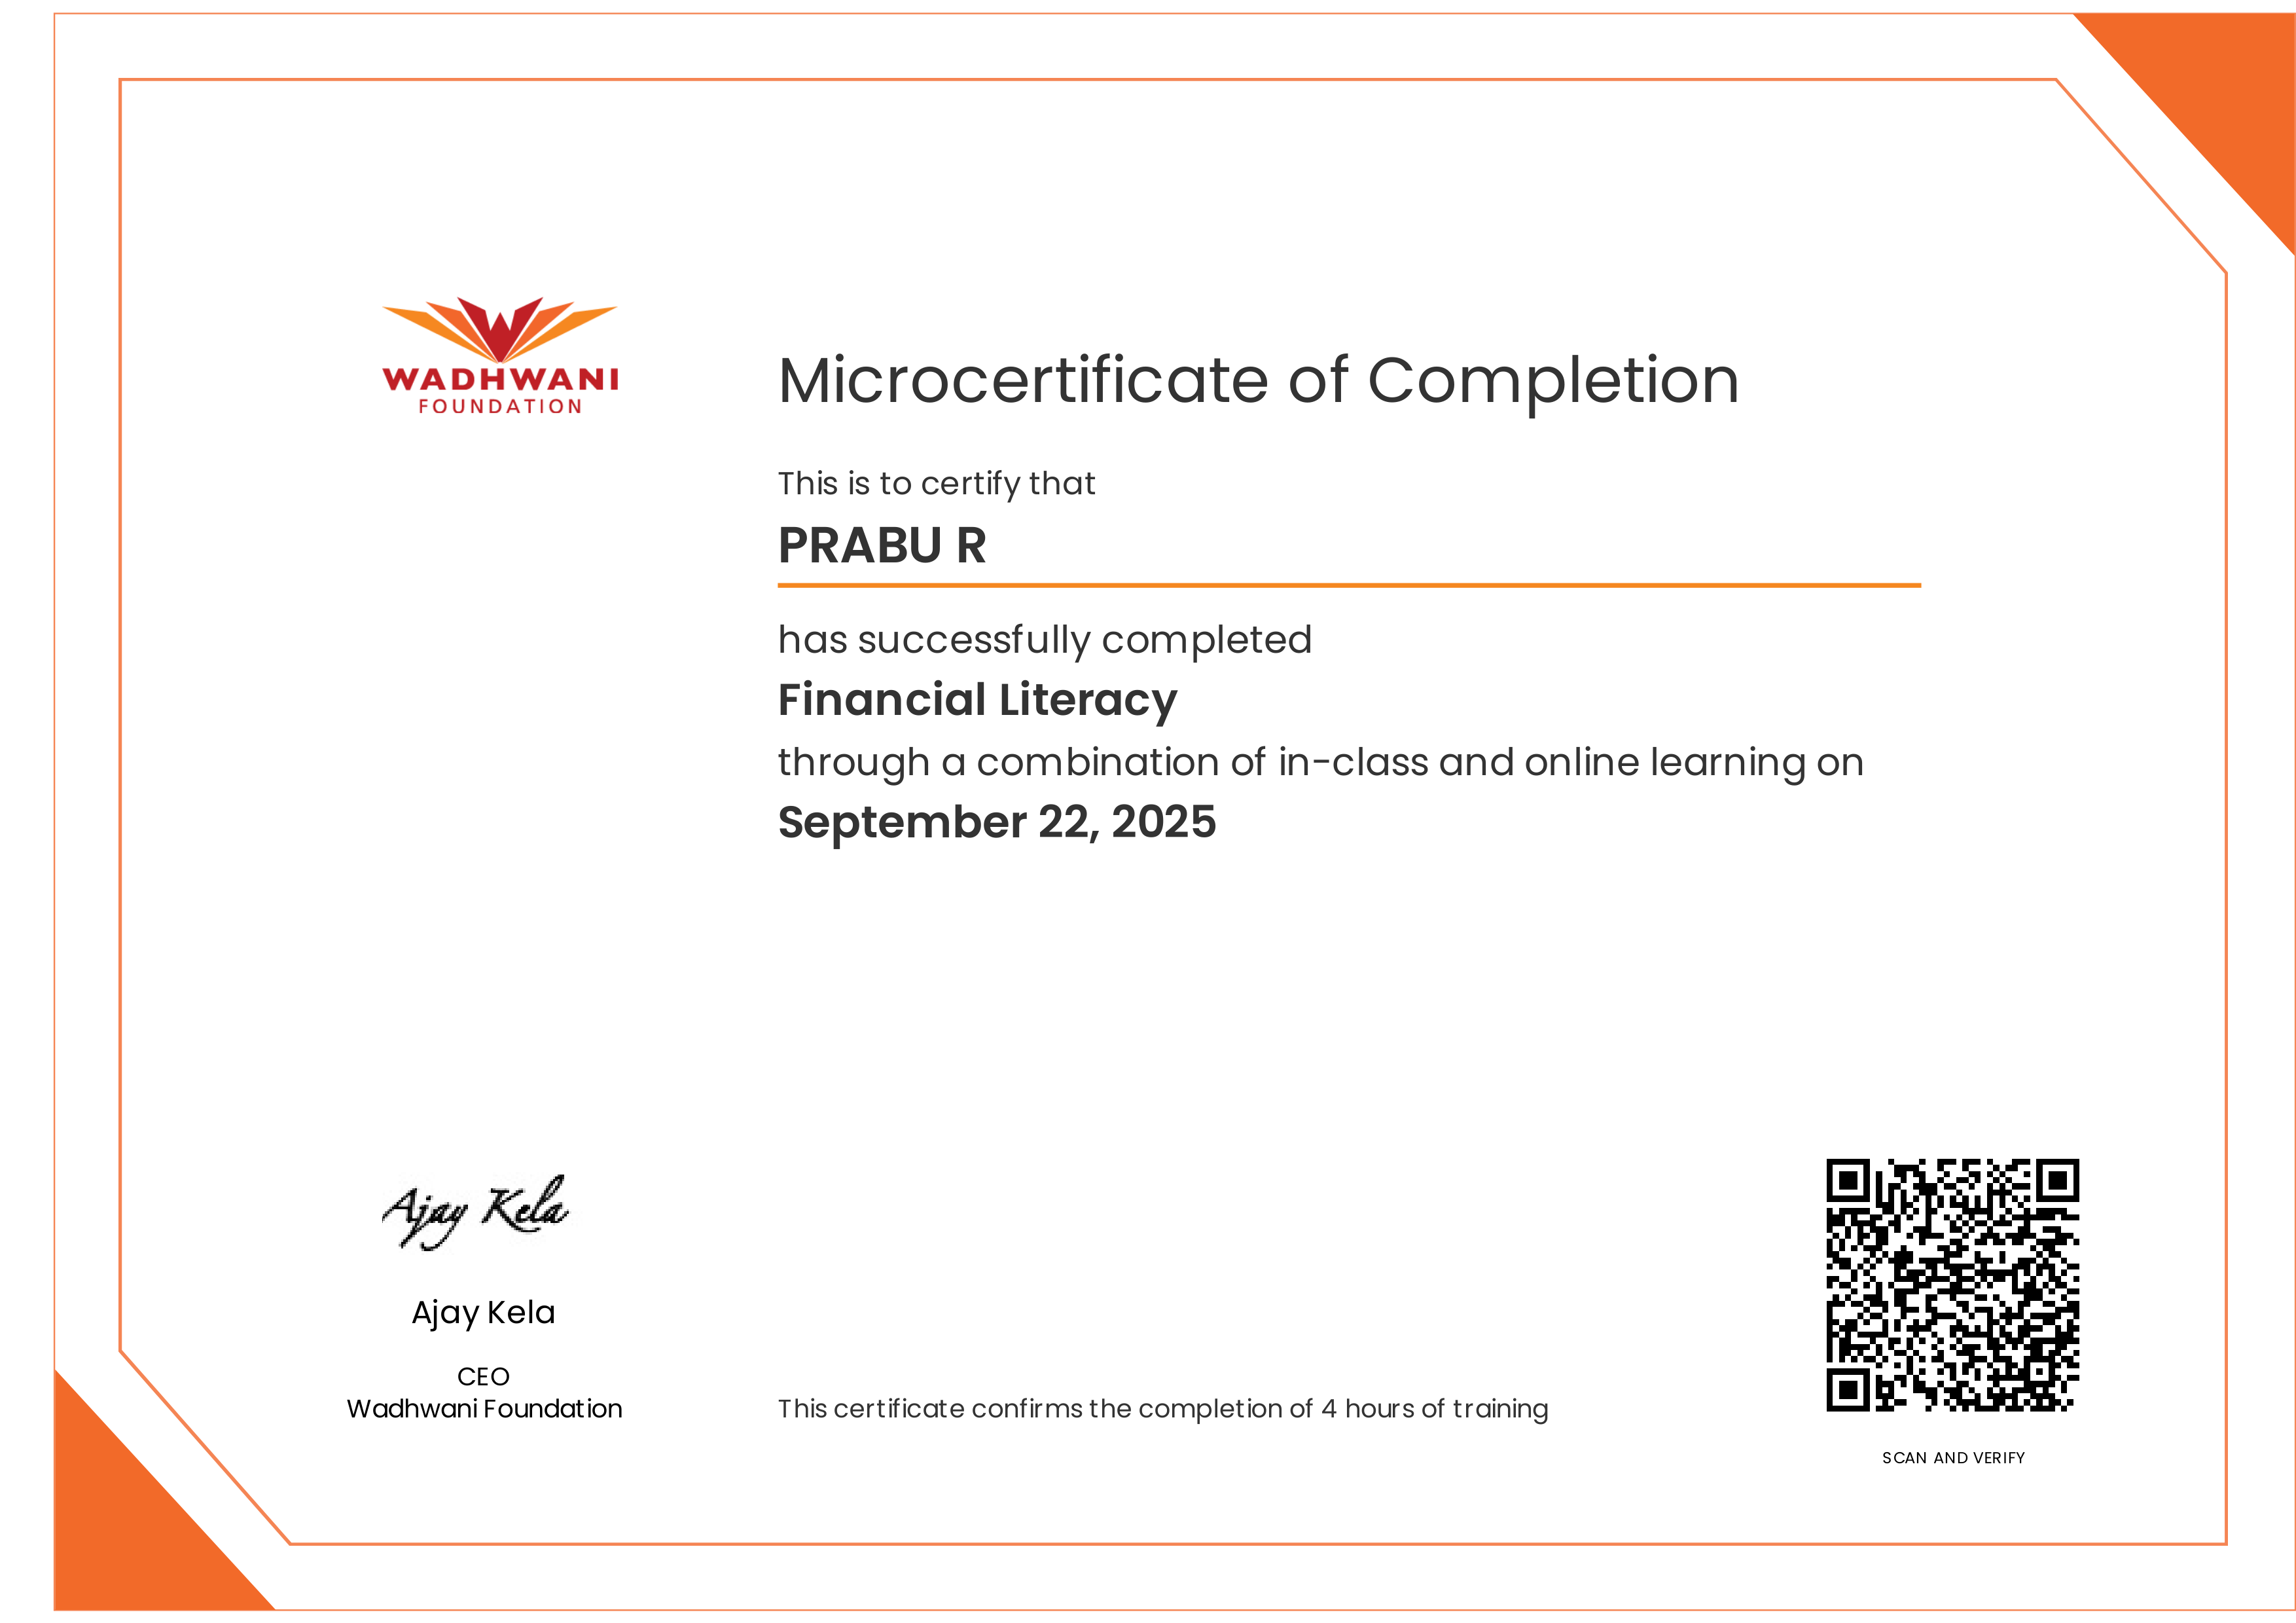 WADHWANI
FOUNDATION
Microcertificate of Completion
This is to certify that
PRABU R
has successfully completed
Financial Literacy
through a combination of in-class and online learning on
September 22, 2025
Ajay Kela
Ajay Kela
CEO
Wadhwani Foundation
This certificate confirms the completion of 4 hours of training
SCAN AND VERIFY